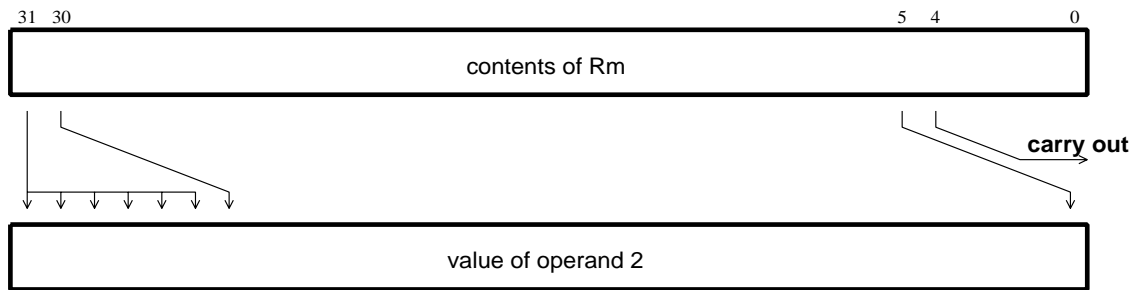 31 30 5 4 0
contents of Rm
carry out
value of operand 2